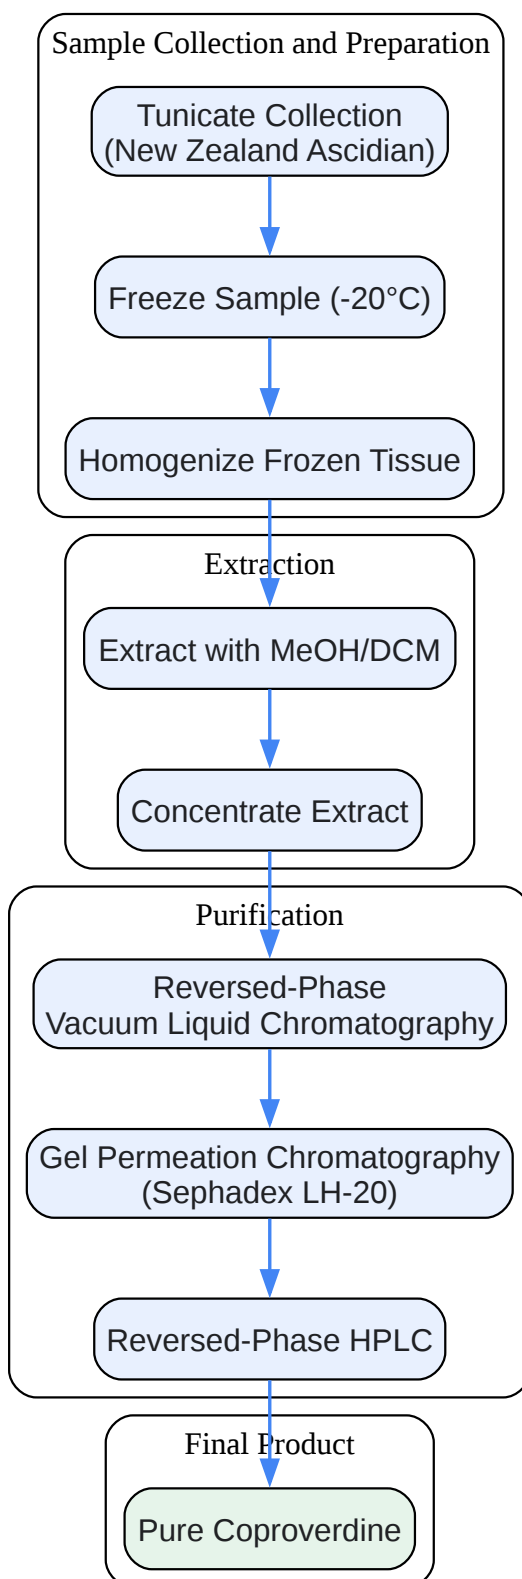 Sample Collection and Preparation
Tunicate Collection
(New Zealand Ascidian)
Freeze Sample (-20°C)
Homogenize Frozen Tissue
Extraction
Extract with MeOH/DCM
Concentrate Extract
Purification
Reversed-Phase
Vacuum Liquid Chromatography
Gel Permeation Chromatography
(Sephadex LH-20)
Reversed-Phase HPLC
Final Product
Pure Coproverdine